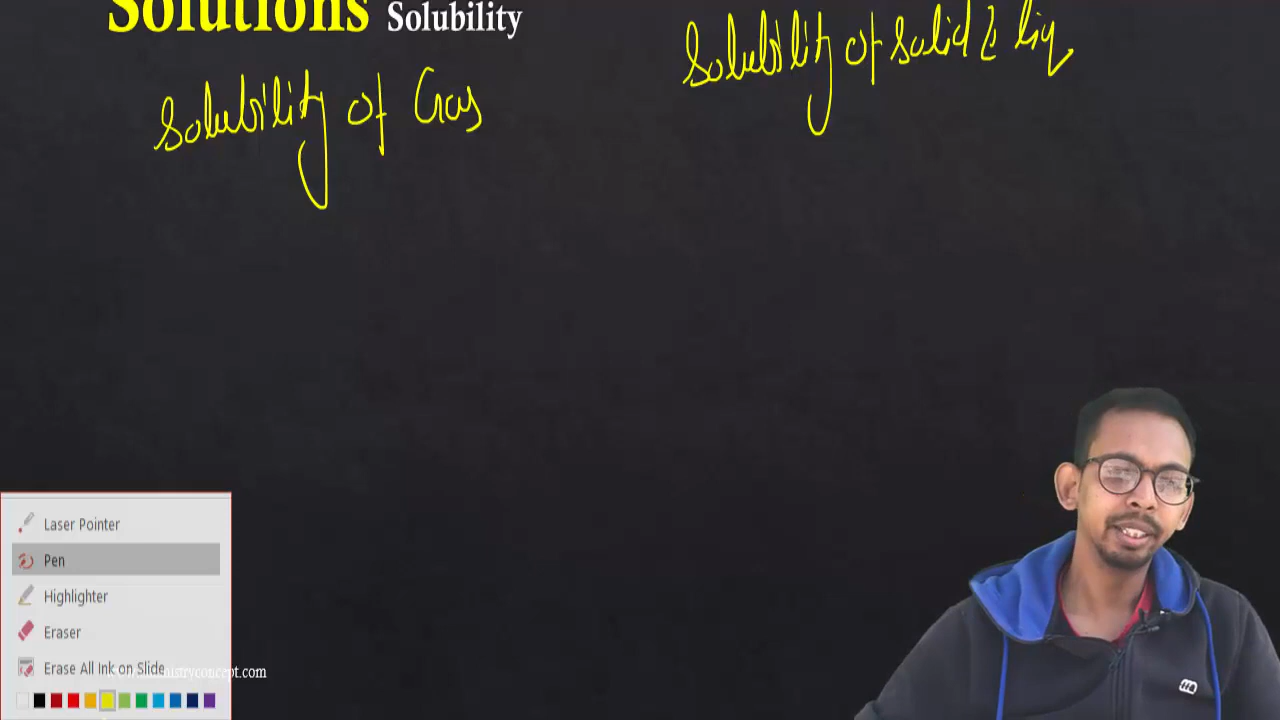 Solutions Solubility
Solubility of Gas
Solubility of Solid & liq
Laser Pointer
Pen
Highlighter
Eraser
Erase All Ink on Slide